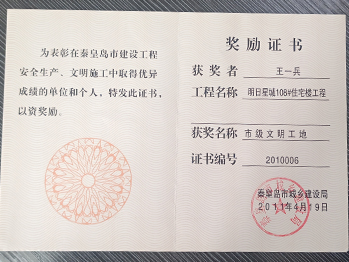 为表彰在秦皇岛市建设工程
安全生产、文明施工中取得优异
成绩的单位和个人，特发此证书，
以资奖励。
奖励证书
获奖者 王一兵
工程名称 明日星城108#住宅楼工程
获奖名称 市级文明工地
证书编号 2010006
秦皇岛市城乡建设局
2011年4月19日